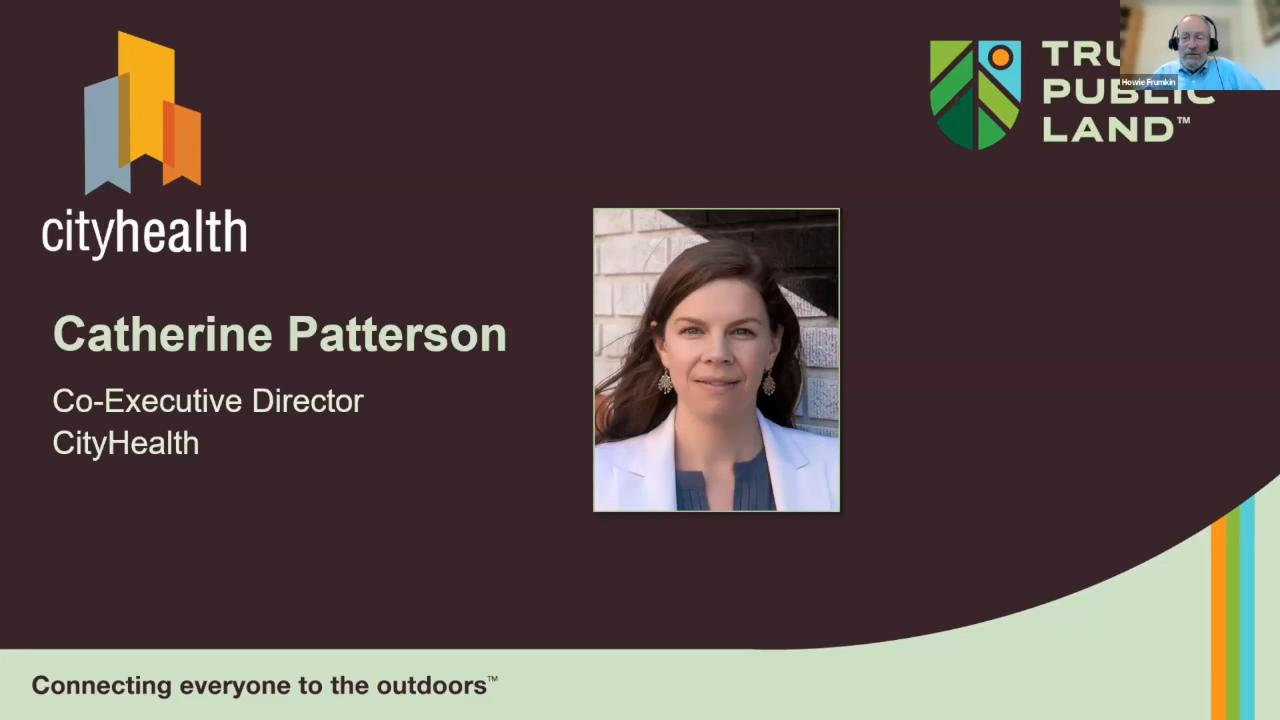 cityhealth
PUBLIC
LAND™
Howie Frumkin
Catherine Patterson
Co-Executive Director
CityHealth
Connecting everyone to the outdoors™